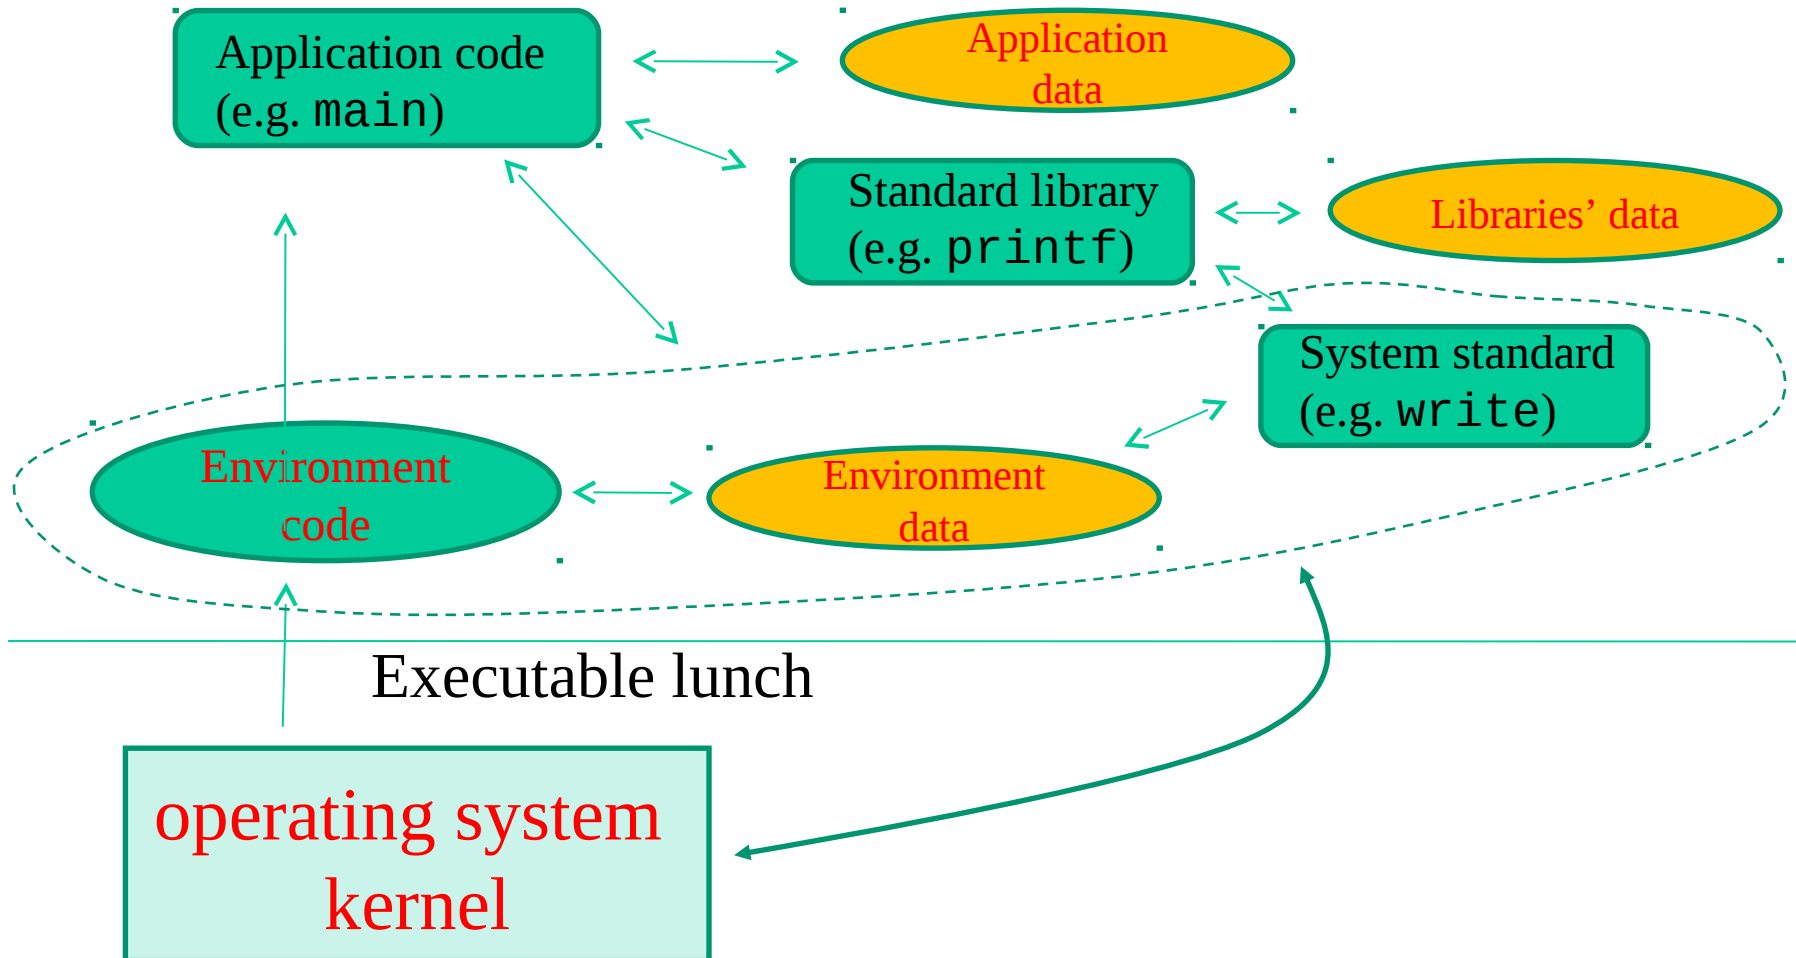 Application code
(e.g. main)
Application
data
Standard library
(e.g. printf)
Libraries’ data
System standard
(e.g. write)
Environment
code
Environment
data
Executable lunch
operating system
kernel